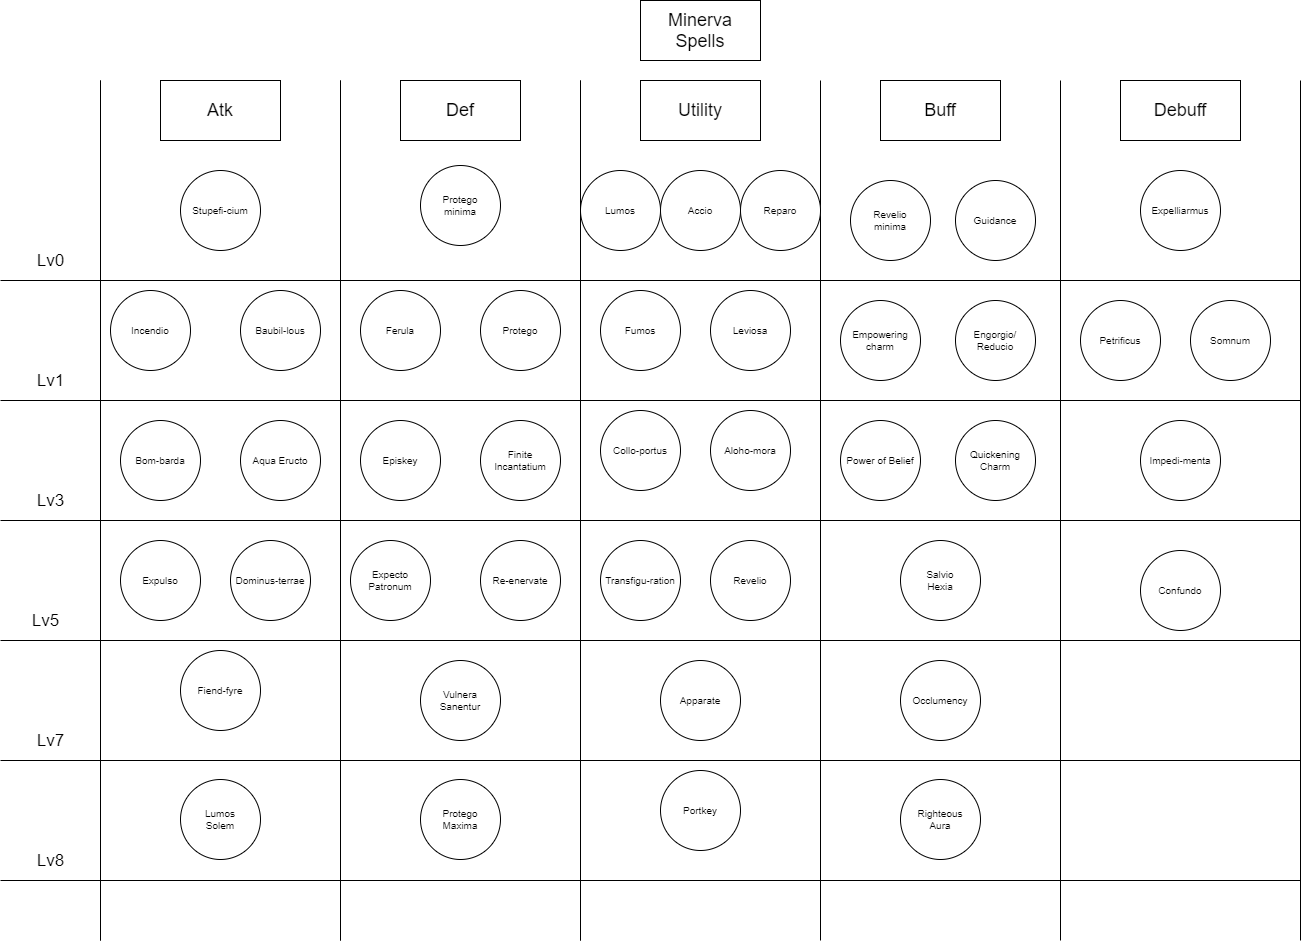 Minerva
Spells
Atk
Def
Utility
Buff
Debuff
Stupefi-cium
Protego
minima
Lumos
Accio
Reparo
Revelio
minima
Guidance
Expelliarmus
Lv0
Incendio
Baubil-lous
Ferula
Protego
Fumos
Leviosa
Empowering
charm
Engorgio/
Reducio
Petrificus
Somnum
Lv1
Bom-barda
Aqua Eructo
Episkey
Finite
Incantatium
Collo-portus
Aloho-mora
Power of Belief
Quickening
Charm
Impedi-menta
Lv3
Expulso
Dominus-terrae
Expecto
Patronum
Re-enervate
Transfigu-ration
Revelio
Salvio
Hexia
Confundo
Lv5
Fiend-fyre
Vulnera
Sanentur
Apparate
Occlumency
Lv7
Lumos
Solem
Protego
Maxima
Portkey
Righteous
Aura
Lv8